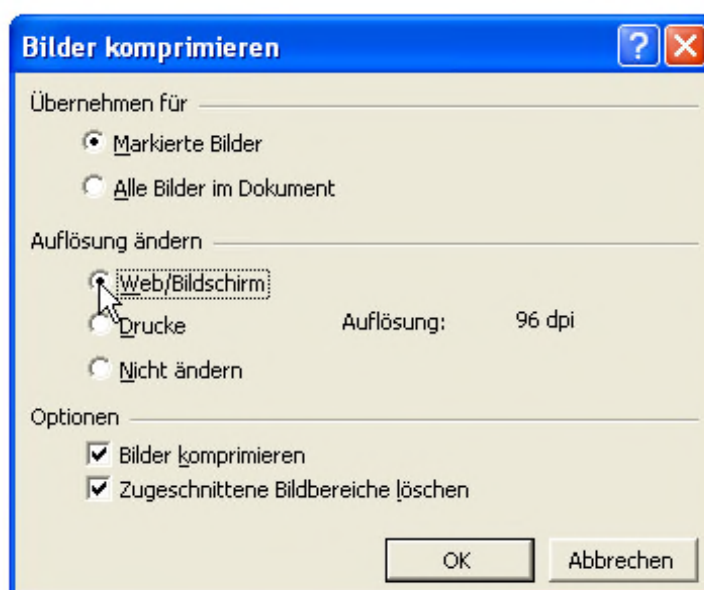 Bilder komprimieren
Übernehmen für
Markierte Bilder
Alle Bilder im Dokument
Auflösung ändern
Web/Bildschirm
Drucke Auflösung: 96 dpi
Nicht ändern
Optionen
Bilder komprimieren
Zugeschnittene Bildbereiche löschen
OK Abbrechen